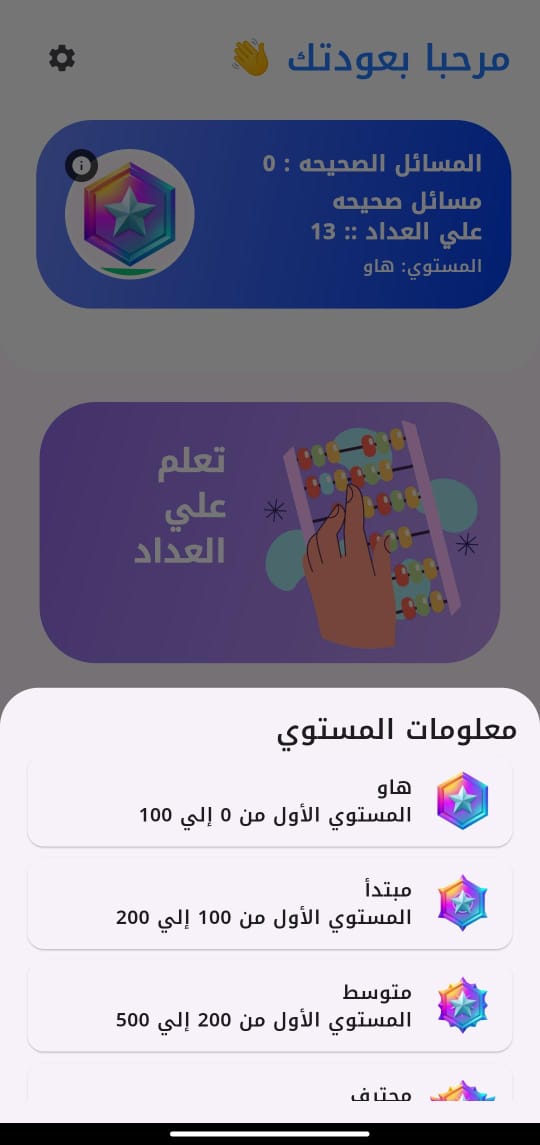 مرحبا بعودتك 👋
المسائل الصحيحه : 0
مسائل صحيحه
علي العداد :: 13
المستوي: هاو
تعلم
علي
العداد
معلومات المستوي
هاو
المستوي الأول من 0 إلي 100
مبتدأ
المستوي الأول من 100 إلي 200
متوسط
المستوي الأول من 200 إلي 500
محترف